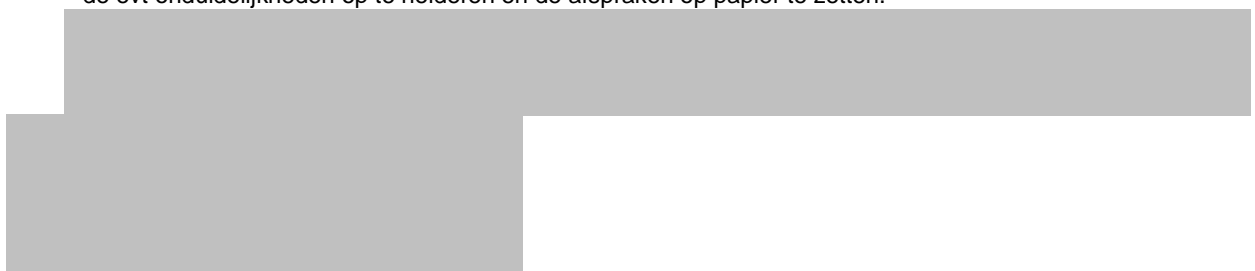 de evt onduidelijkheden op te helderen en de afspraken op papier te zetten.